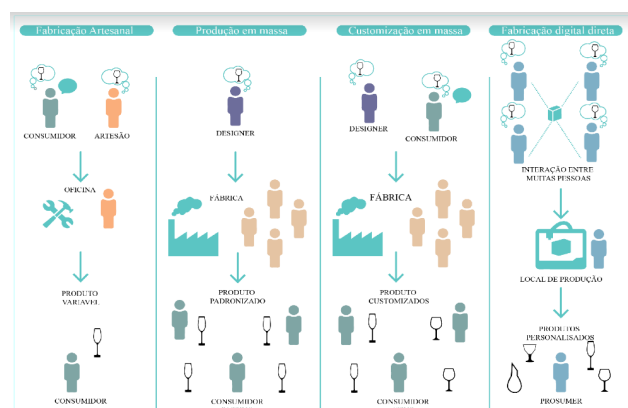 Fabricação Artesanal
CONSUMIDOR
ARTESÃO
OFICINA
PRODUTO
VARIAVEL
CONSUMIDOR
Produção em massa
DESIGNER
FÁBRICA
PRODUTO
PADRONIZADO
CONSUMIDOR
Customização em massa
DESIGNER
CONSUMIDOR
FÁBRICA
PRODUTO
CUSTOMIZADOS
CONSUMIDOR
Fabricação digital direta
INTERAÇÃO ENTRE
MUITAS PESSOAS
LOCAL DE PRODUÇÃO
PRODUTOS
PERSONALISADOS
PROSUMER